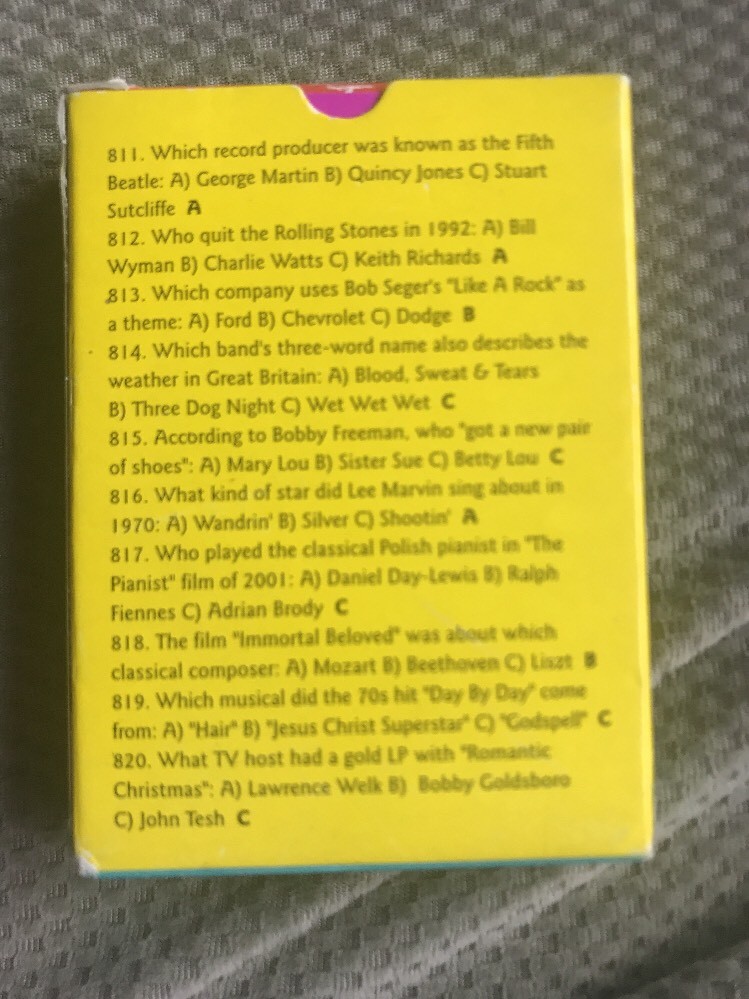 811. Which record producer was known as the Fifth
Beatle: A) George Martin B) Quincy Jones C) Stuart
Sutcliffe A
812. Who quit the Rolling Stones in 1992: A) Bill
Wyman B) Charlie Watts C) Keith Richards A
813. Which company uses Bob Seger's "Like A Rock" as
a theme: A) Ford B) Chevrolet C) Dodge B
814. Which band's three-word name also describes the
weather in Great Britain: A) Blood, Sweat & Tears
B) Three Dog Night C) Wet Wet Wet C
815. According to Bobby Freeman, who "got a new pair
of shoes": A) Mary Lou B) Sister Sue C) Betty Lou C
816. What kind of star did Lee Marvin sing about in
1970: A) Wandrin' B) Silver C) Shootin' A
817. Who played the classical Polish pianist in "The
Pianist" film of 2001: A) Daniel Day-Lewis B) Ralph
Fiennes C) Adrian Brody C
818. The film "Immortal Beloved" was about which
classical composer: A) Mozart B) Beethoven C) Liszt B
819. Which musical did the 70s hit "Day By Day" come
from: A) "Hair" B) "Jesus Christ Superstar" C) "Godspell" C
820. What TV host had a gold LP with "Romantic
Christmas": A) Lawrence Welk B) Bobby Goldsboro
C) John Tesh C